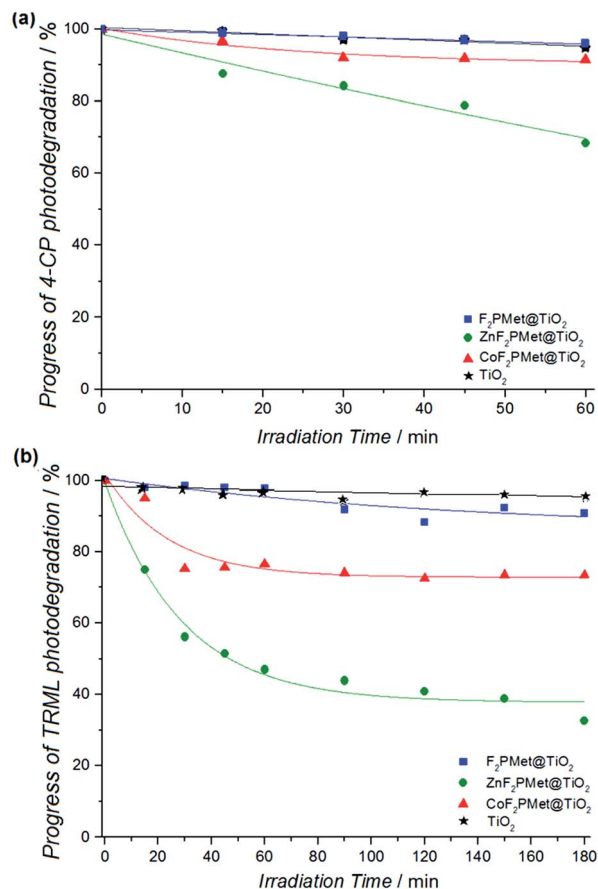 (a)
Progress of 4-CP photodegradation / %
100
80
60
40
20
0
F₂PMet@TiO₂
ZnF₂PMet@TiO₂
CoF₂PMet@TiO₂
TiO₂
0 10 20 30 40 50 60
Irradiation Time / min
(b)
Progress of TRML photodegradation / %
100
80
60
40
20
0
F₂PMet@TiO₂
ZnF₂PMet@TiO₂
CoF₂PMet@TiO₂
TiO₂
0 20 40 60 80 100 120 140 160 180
Irradiation Time / min